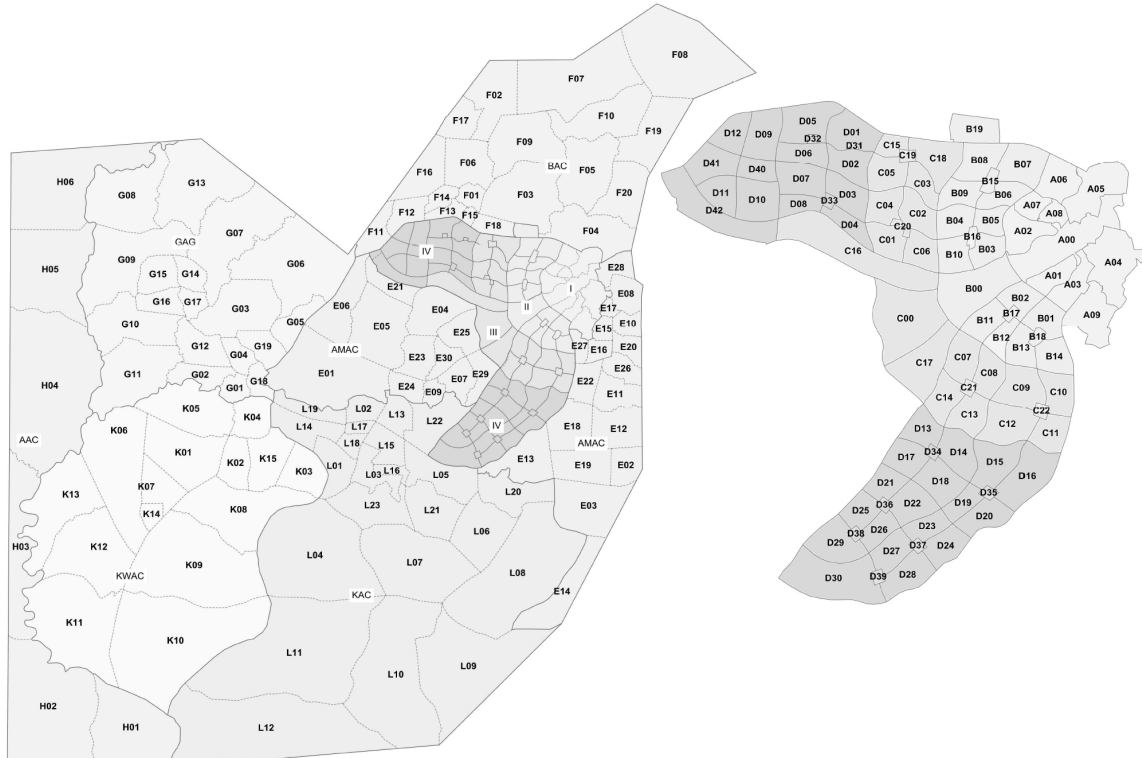 F08
F07
F02
F17
F10
F19
F09
BAC
F06
F05
F16
F01
F03
F20
F14
F12
F13
F15
F18
F11
F04
H06
G13
G08
G07
GAG
G09
G06
G15
G14
H05
G16
G17
G03
G10
G05
G12
G19
G04
G11
G02
G01
G18
IV
E28
I
E21
E08
E06
E04
II
E17
E05
E25
III
E15
E10
AMAC
E27
E16
E20
E23
E30
E01
E07
E29
E22
E26
E24
E09
E11
H04
K05
K04
L19
L02
L13
L22
IV
E18
E12
AMAC
AAC
K06
L14
L17
L18
L15
K01
K02
K15
K03
L01
E13
E19
E02
L03
L16
L05
K13
K07
L20
K14
K08
L23
L21
E03
L06
H03
K12
L04
K09
L07
L08
KWAC
KAC
E14
K11
K10
L11
L09
L10
H02
H01
L12
D12
D09
D05
D32
D01
D31
C15
C19
C18
B19
B08
B07
D06
D02
D41
D40
D07
C05
C03
B15
A06
A05
D11
D10
D08
D33
D03
C04
C02
B09
B06
A07
A08
D42
D04
C20
B04
B05
A02
A00
C16
C01
C06
B10
B16
B03
A04
A01
A03
B00
B02
C00
B11
B17
B01
A09
B12
B18
B13
B14
C17
C07
C08
C14
C21
C09
C10
C13
C22
C12
C11
D13
D17
D34
D14
D15
D16
D21
D18
D35
D25
D36
D22
D19
D20
D38
D26
D23
D29
D27
D37
D24
D30
D39
D28